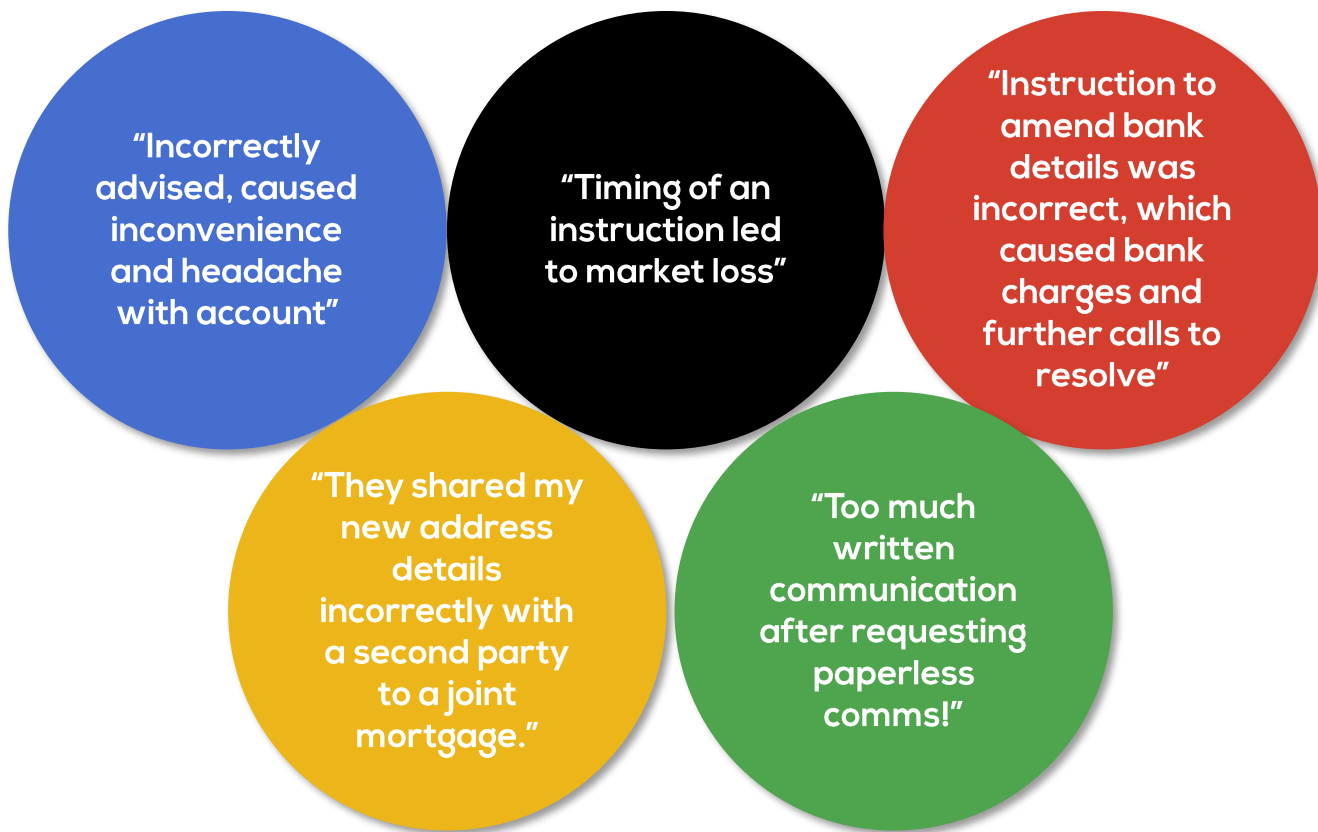 “Incorrectly
advised, caused
inconvenience
and headache
with account”
“Timing of an
instruction led
to market loss”
“Instruction to
amend bank
details was
incorrect, which
caused bank
charges and
further calls to
resolve”
“They shared my
new address
details
incorrectly with
a second party
to a joint
mortgage.”
“Too much
written
communication
after requesting
paperless
comms!”